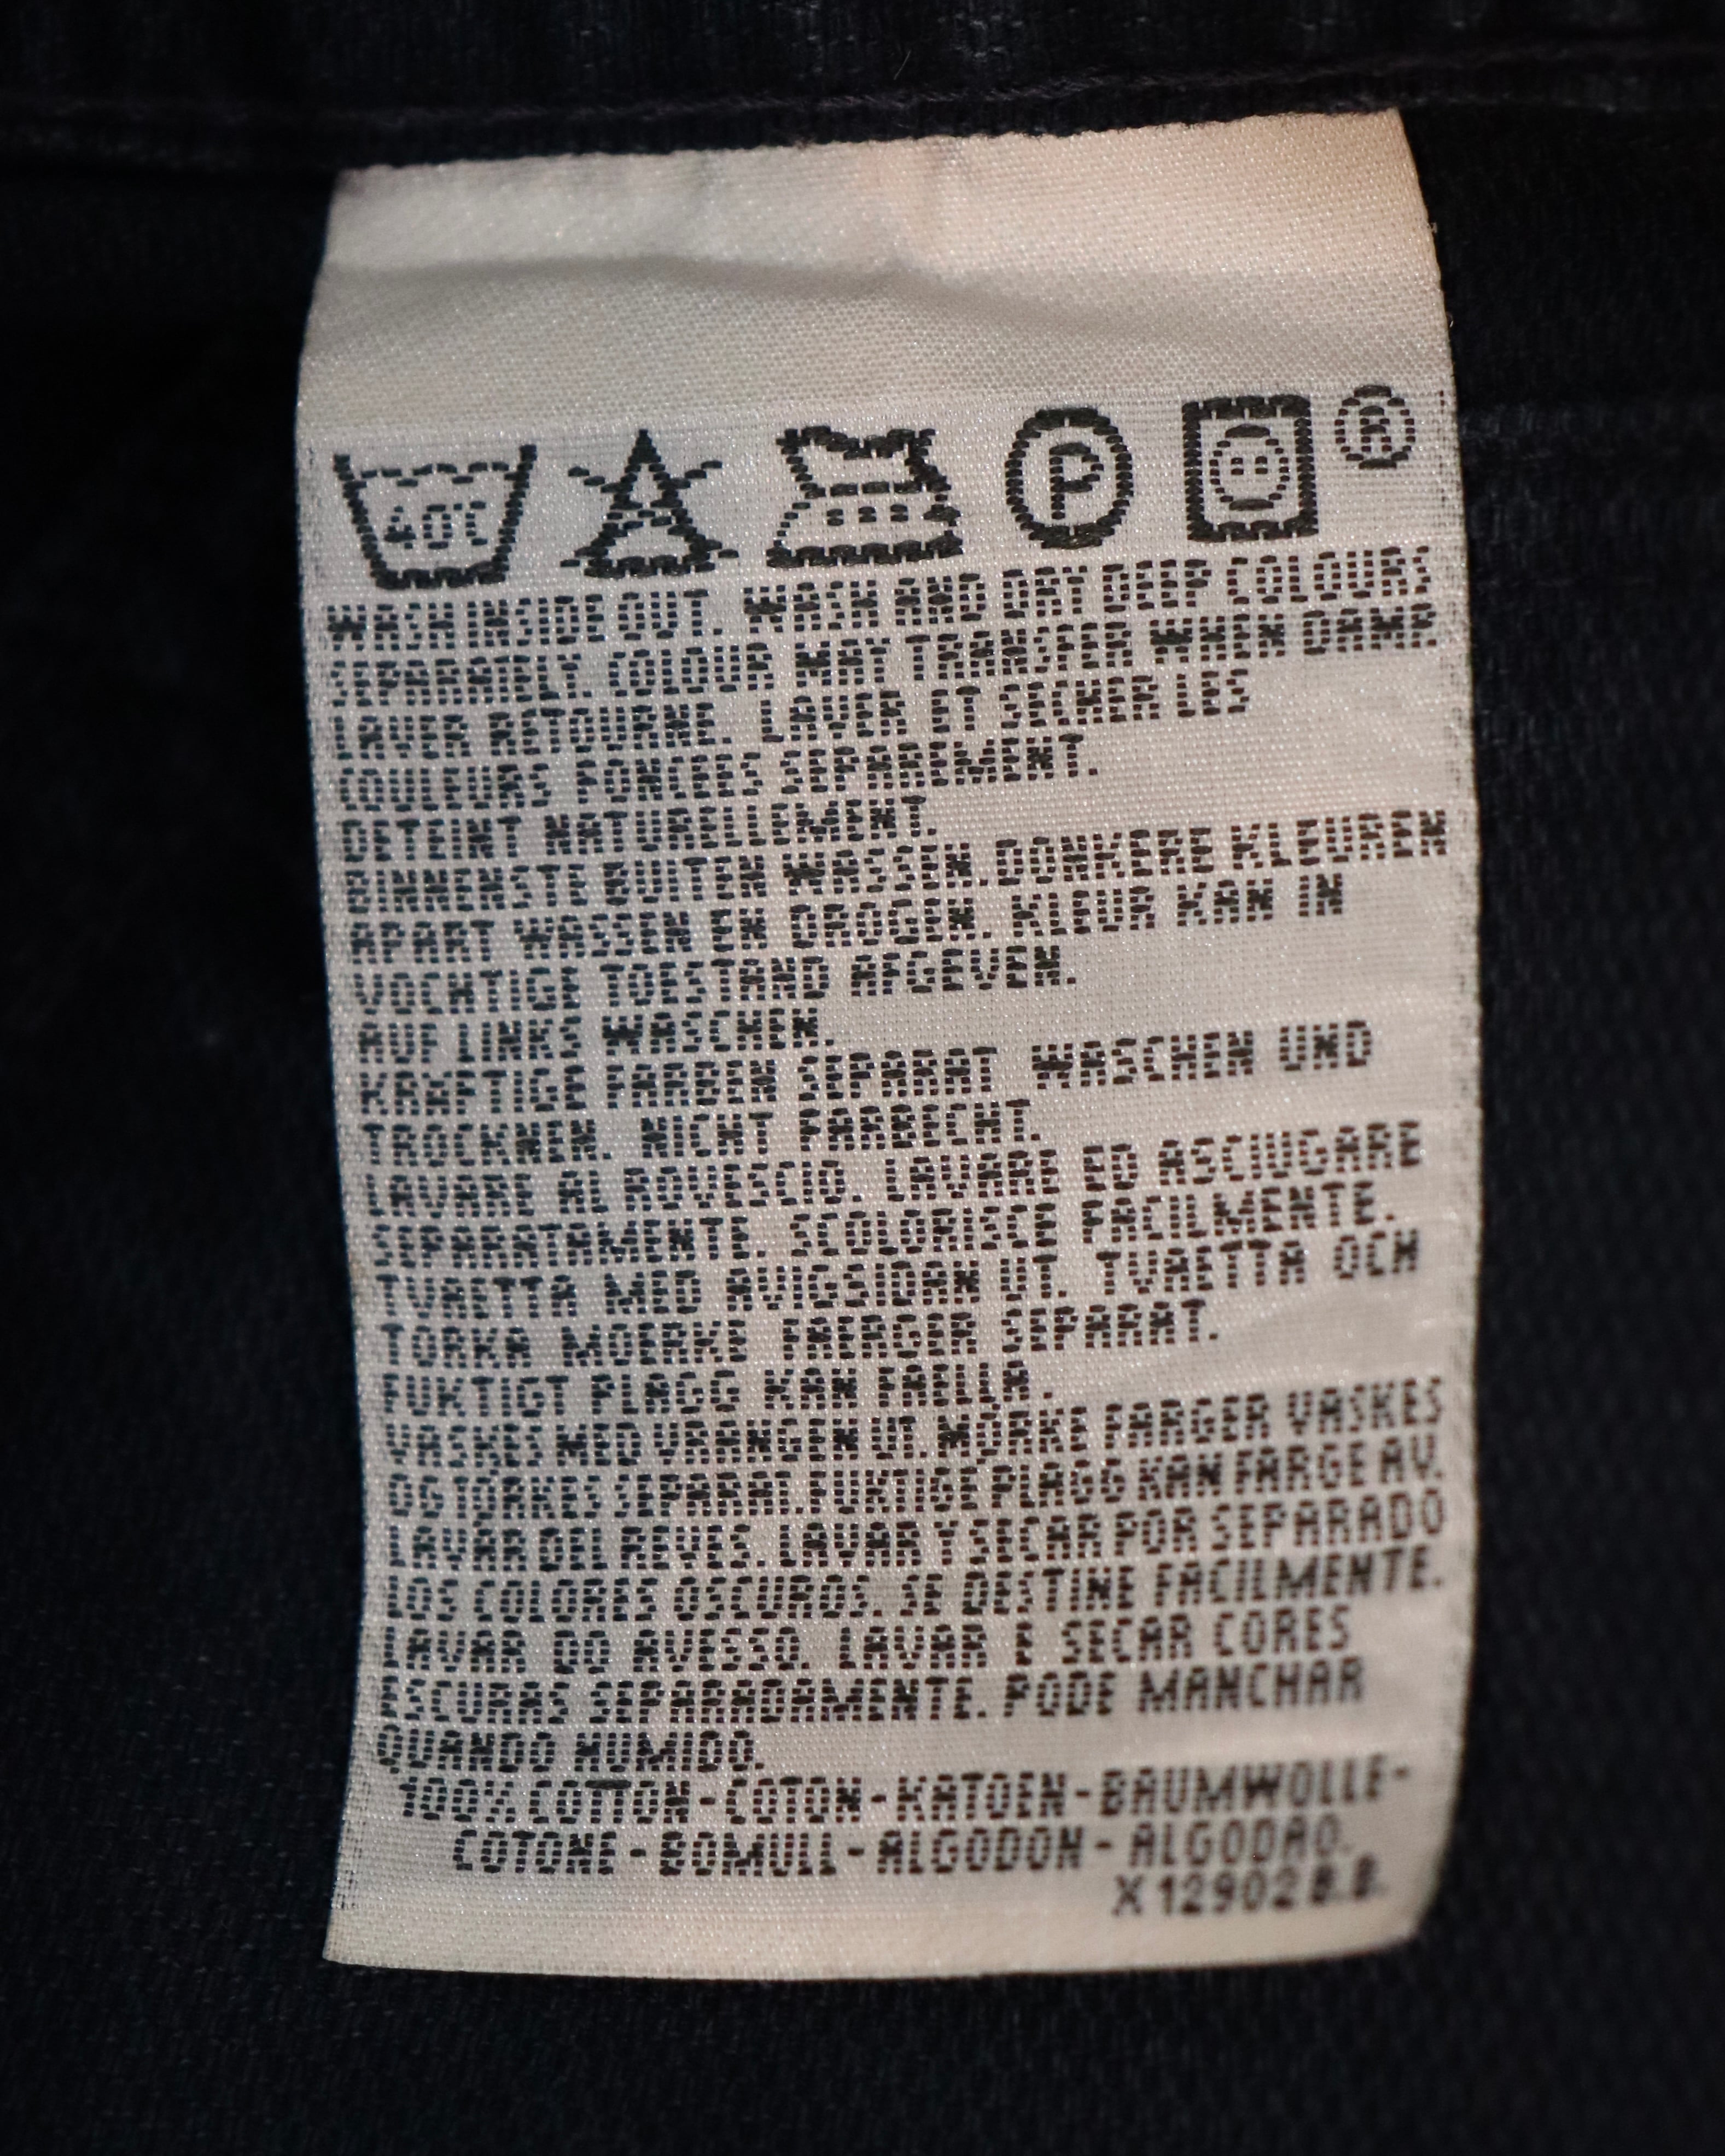 40°C P ®
WASH INSIDE OUT. WASH AND DRY DEEP COLOURS
SEPARATELY. COLOUR MAY TRANSFER WHEN DAMP.
LAVER RETOURNE. LAVER ET SECHER LES
COULEURS FONCEES SEPAREMENT.
DETEINT NATURELLEMENT.
BINNENSTE BUITEN WASSEN. DONKERE KLEUREN
APART WASSEN EN DROGEN. KLEUR KAN IN
VOCHTIGE TOESTAND AFGEVEN.
AUF LINKS WASCHEN.
KRAEFTIGE FARBEN SEPARAT WASCHEN UND
TROCKNEN. NICHT FARBECHT.
LAVARE AL ROVESCIO. LAVARE ED ASCIUGARE
SEPARATAMENTE. SCOLORISCE FACILMENTE.
TVAETTA MED AVIGSIDAN UT. TVAETTA OCH
TORKA MOERKE FAERGER SEPARAT.
FUKTIGT PLAGG KAN FAELLA.
VASKES MED VRANGEN UT. MORKE FARGER VASKES
OG TORKES SEPARAT. FUKTIGE PLAGG KAN FARGE AV.
LAVAR DEL REVES. LAVAR Y SECAR POR SEPARADO
LOS COLORES OSCUROS. SE DESTINE FACILMENTE.
LAVAR DO AVESSO. LAVAR E SECAR CORES
ESCURAS SEPARADAMENTE. PODE MANCHAR
QUANDO HUMIDO.
100% COTTON-COTON-KATOEN-BAUMWOLLE-
COTONE-BOMULL-ALGODON-ALGODAO.
X 12902 B.B.